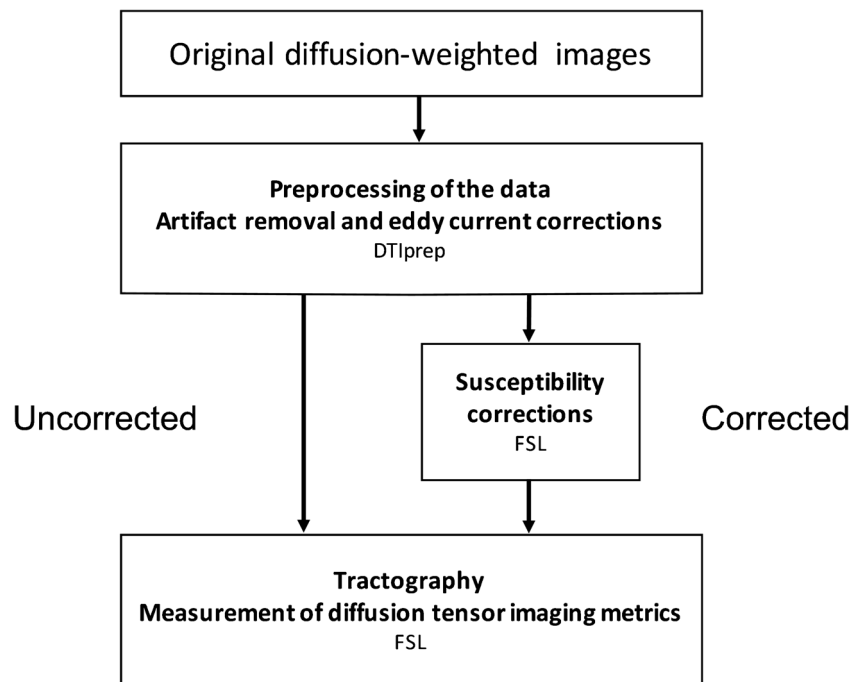 Original diffusion-weighted images
Preprocessing of the data
Artifact removal and eddy current corrections
DTIprep
Uncorrected
Susceptibility
corrections
FSL
Corrected
Tractography
Measurement of diffusion tensor imaging metrics
FSL